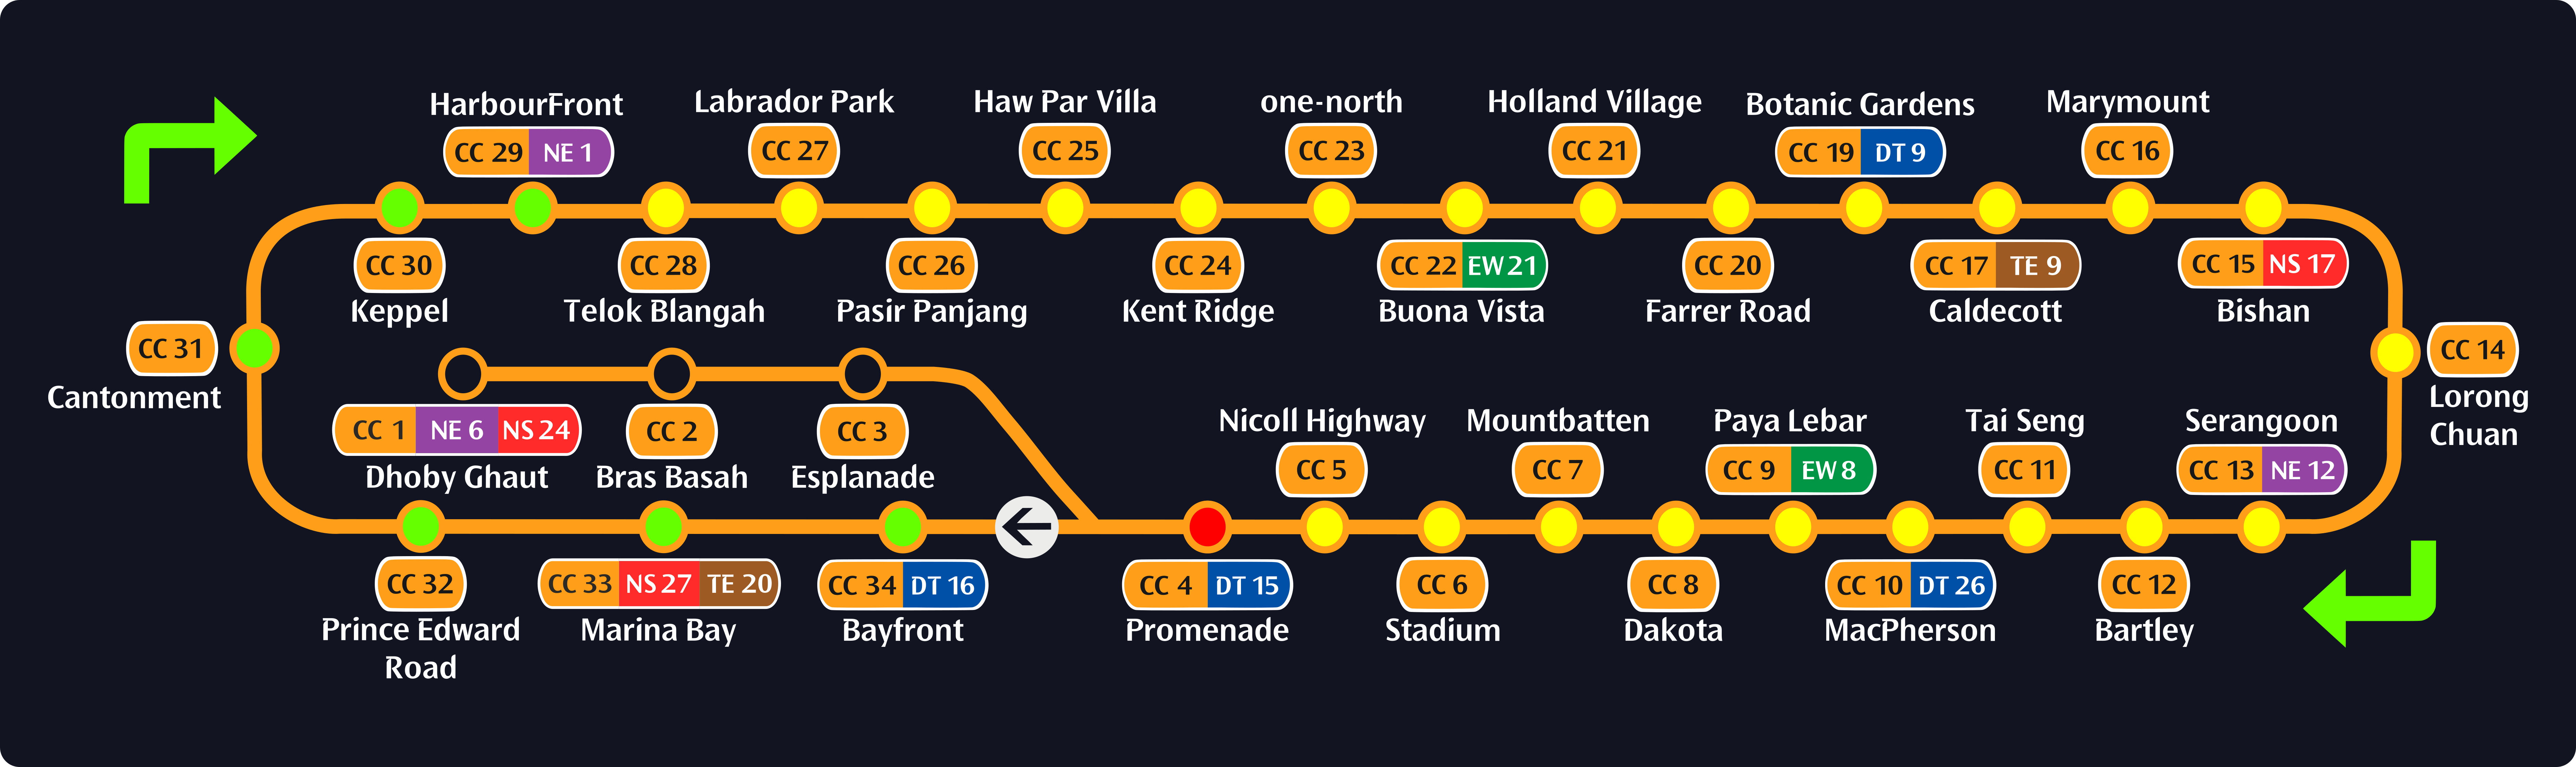 HarbourFront
CC 29 NE 1
Labrador Park
CC 27
Haw Par Villa
CC 25
one-north
CC 23
Holland Village
CC 21
Botanic Gardens
CC 19 DT 9
Marymount
CC 16
CC 30
Keppel
CC 28
Telok Blangah
CC 26
Pasir Panjang
CC 24
Kent Ridge
CC 22 EW 21
Buona Vista
CC 20
Farrer Road
CC 17 TE 9
Caldecott
CC 15 NS 17
Bishan
CC 31
Cantonment
CC 14
Lorong
Chuan
CC 1 NE 6 NS 24
Dhoby Ghaut
CC 2
Bras Basah
CC 3
Esplanade
Nicoll Highway
CC 5
Mountbatten
CC 7
Paya Lebar
CC 9 EW 8
Tai Seng
CC 11
Serangoon
CC 13 NE 12
CC 32
Prince Edward
Road
CC 33 NS 27 TE 20
Marina Bay
CC 34 DT 16
Bayfront
CC 4 DT 15
Promenade
CC 6
Stadium
CC 8
Dakota
CC 10 DT 26
MacPherson
CC 12
Bartley